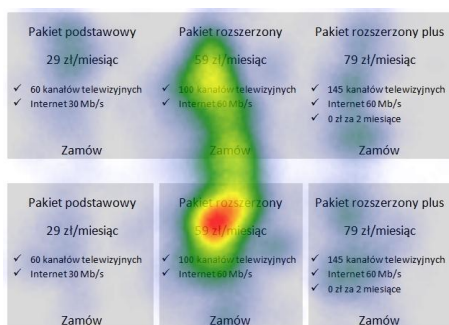 Pakiet podstawowy
29 zł/miesiąc
✓ 60 kanałów telewizyjnych
✓ Internet 30 Mb/s
Zamów
Pakiet rozszerzony
59 zł/miesiąc
✓ 100 kanałów telewizyjnych
✓ Internet 60 Mb/s
Zamów
Pakiet rozszerzony plus
79 zł/miesiąc
✓ 145 kanałów telewizyjnych
✓ Internet 60 Mb/s
✓ 0 zł za 2 miesiące
Zamów
Pakiet podstawowy
29 zł/miesiąc
✓ 60 kanałów telewizyjnych
✓ Internet 30 Mb/s
Zamów
Pakiet rozszerzony
59 zł/miesiąc
✓ 100 kanałów telewizyjnych
✓ Internet 60 Mb/s
Zamów
Pakiet rozszerzony plus
79 zł/miesiąc
✓ 145 kanałów telewizyjnych
✓ Internet 60 Mb/s
✓ 0 zł za 2 miesiące
Zamów